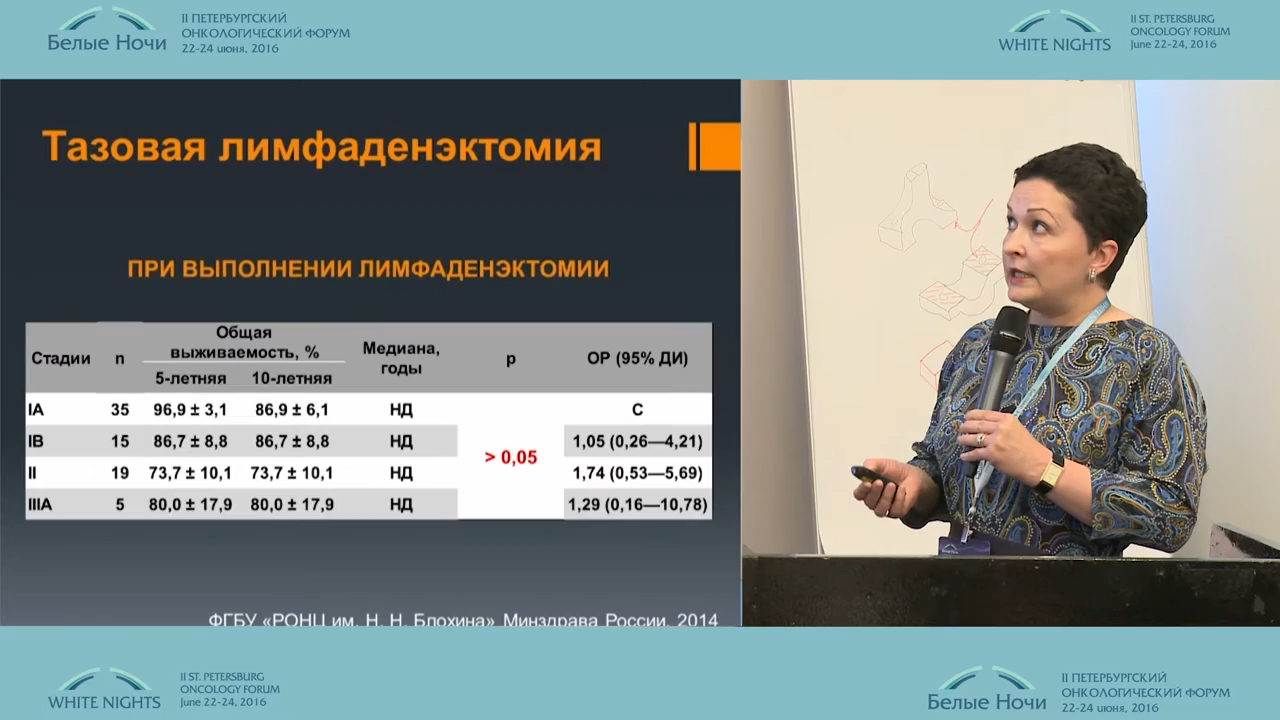 Белые Ночи
II ПЕТЕРБУРГСКИЙ
ОНКОЛОГИЧЕСКИЙ ФОРУМ
22-24 июня, 2016
WHITE NIGHTS
II ST. PETERSBURG
ONCOLOGY FORUM
June 22-24, 2016
Тазовая лимфаденэктомия
ПРИ ВЫПОЛНЕНИИ ЛИМФАДЕНЭКТОМИИ
Стадии n Общая выживаемость, % Медиана, годы p ОР (95% ДИ)
5-летняя 10-летняя
IA 35 96,9 ± 3,1 86,9 ± 6,1 НД С
IB 15 86,7 ± 8,8 86,7 ± 8,8 НД 1,05 (0,26—4,21)
> 0,05
II 19 73,7 ± 10,1 73,7 ± 10,1 НД 1,74 (0,53—5,69)
IIIA 5 80,0 ± 17,9 80,0 ± 17,9 НД 1,29 (0,16—10,78)
ФГБУ «РОНЦ им. Н. Н. Блохина» Минздрава России, 2014
WHITE NIGHTS
II ST. PETERSBURG
ONCOLOGY FORUM
June 22-24, 2016
Белые Ночи
II ПЕТЕРБУРГСКИЙ
ОНКОЛОГИЧЕСКИЙ ФОРУМ
22-24 июня, 2016